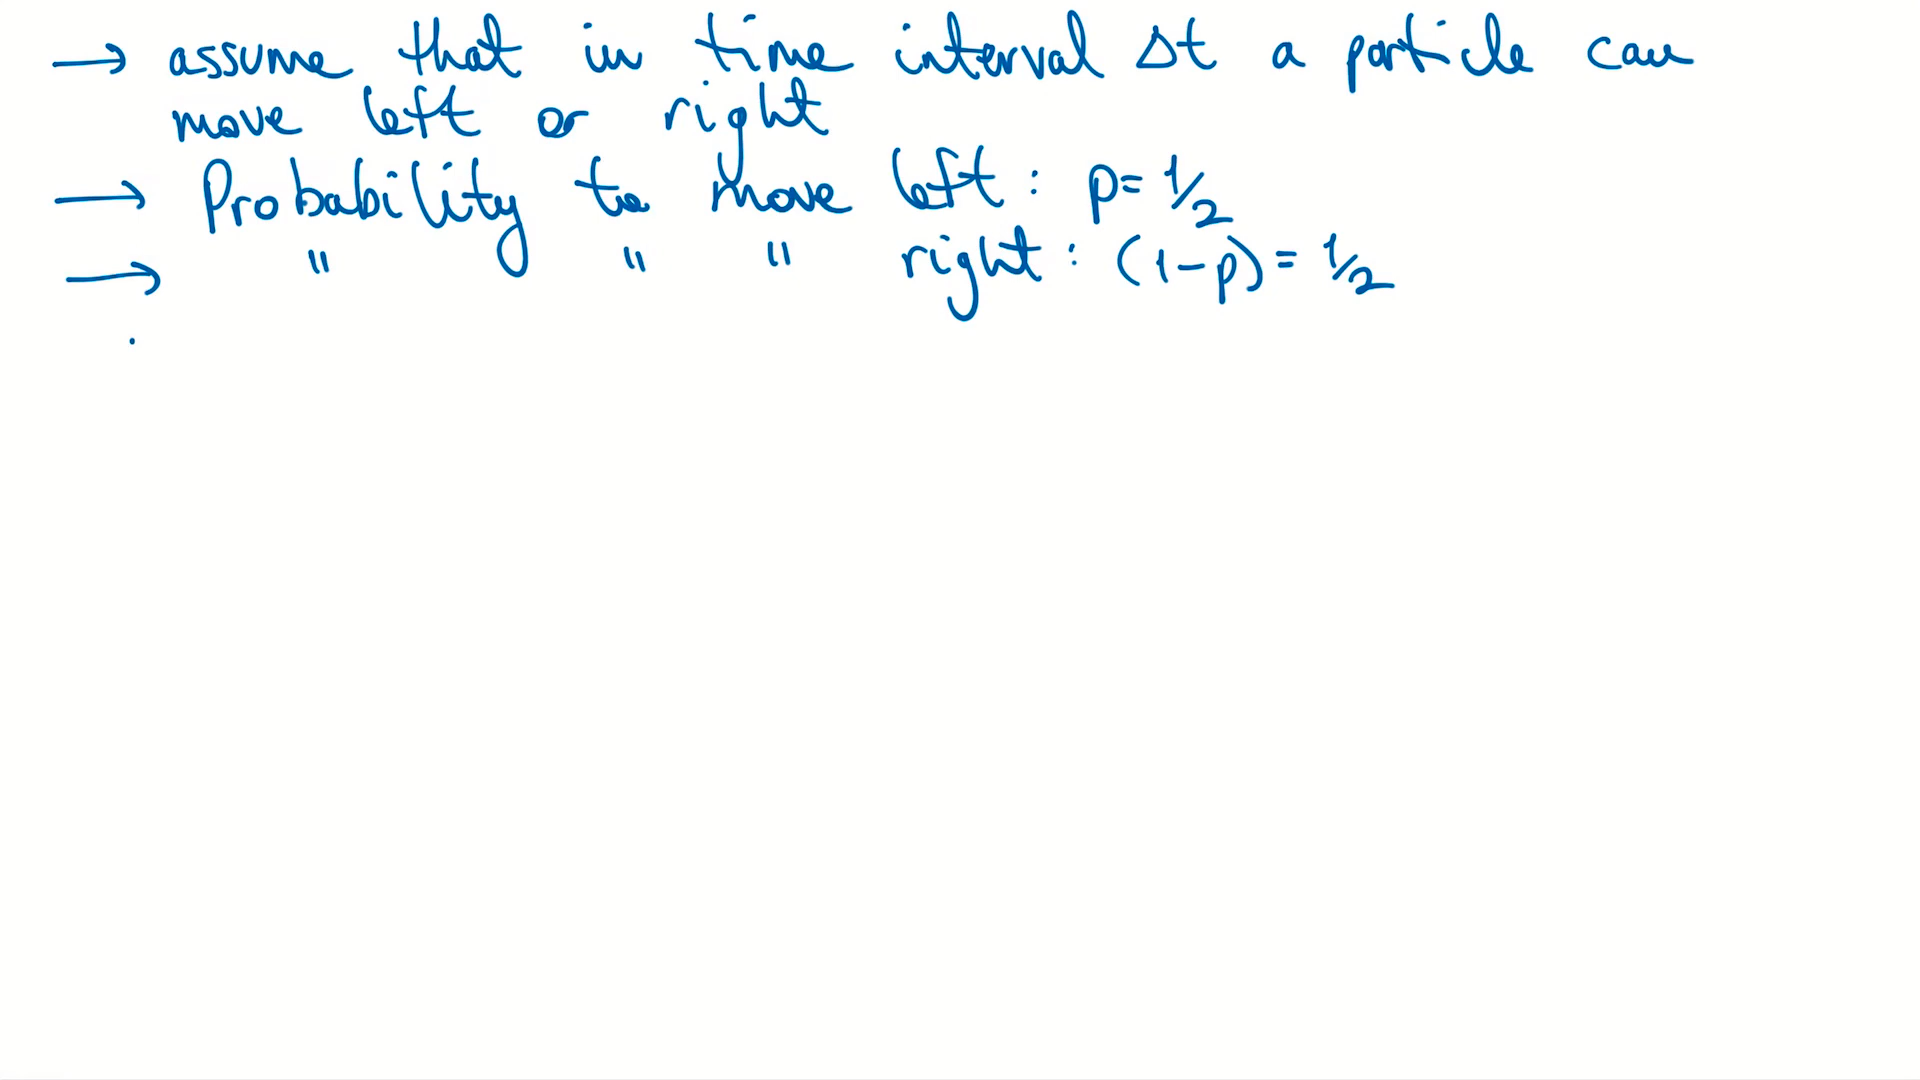 → assume that in time interval Δt a particle can
move left or right
→ Probability to move left: p= 1/2
→ " " " right: (1-p)= 1/2